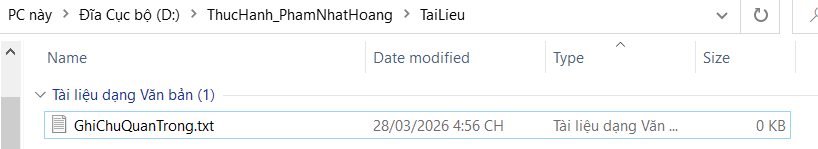 PC này > Đĩa Cục bộ (D:) > ThucHanh_PhamNhatHoang > TaiLieu
Name Date modified Type Size
Tài liệu dạng Văn bản (1)
GhiChuQuanTrong.txt 28/03/2026 4:56 CH Tài liệu dạng Văn ... 0 KB